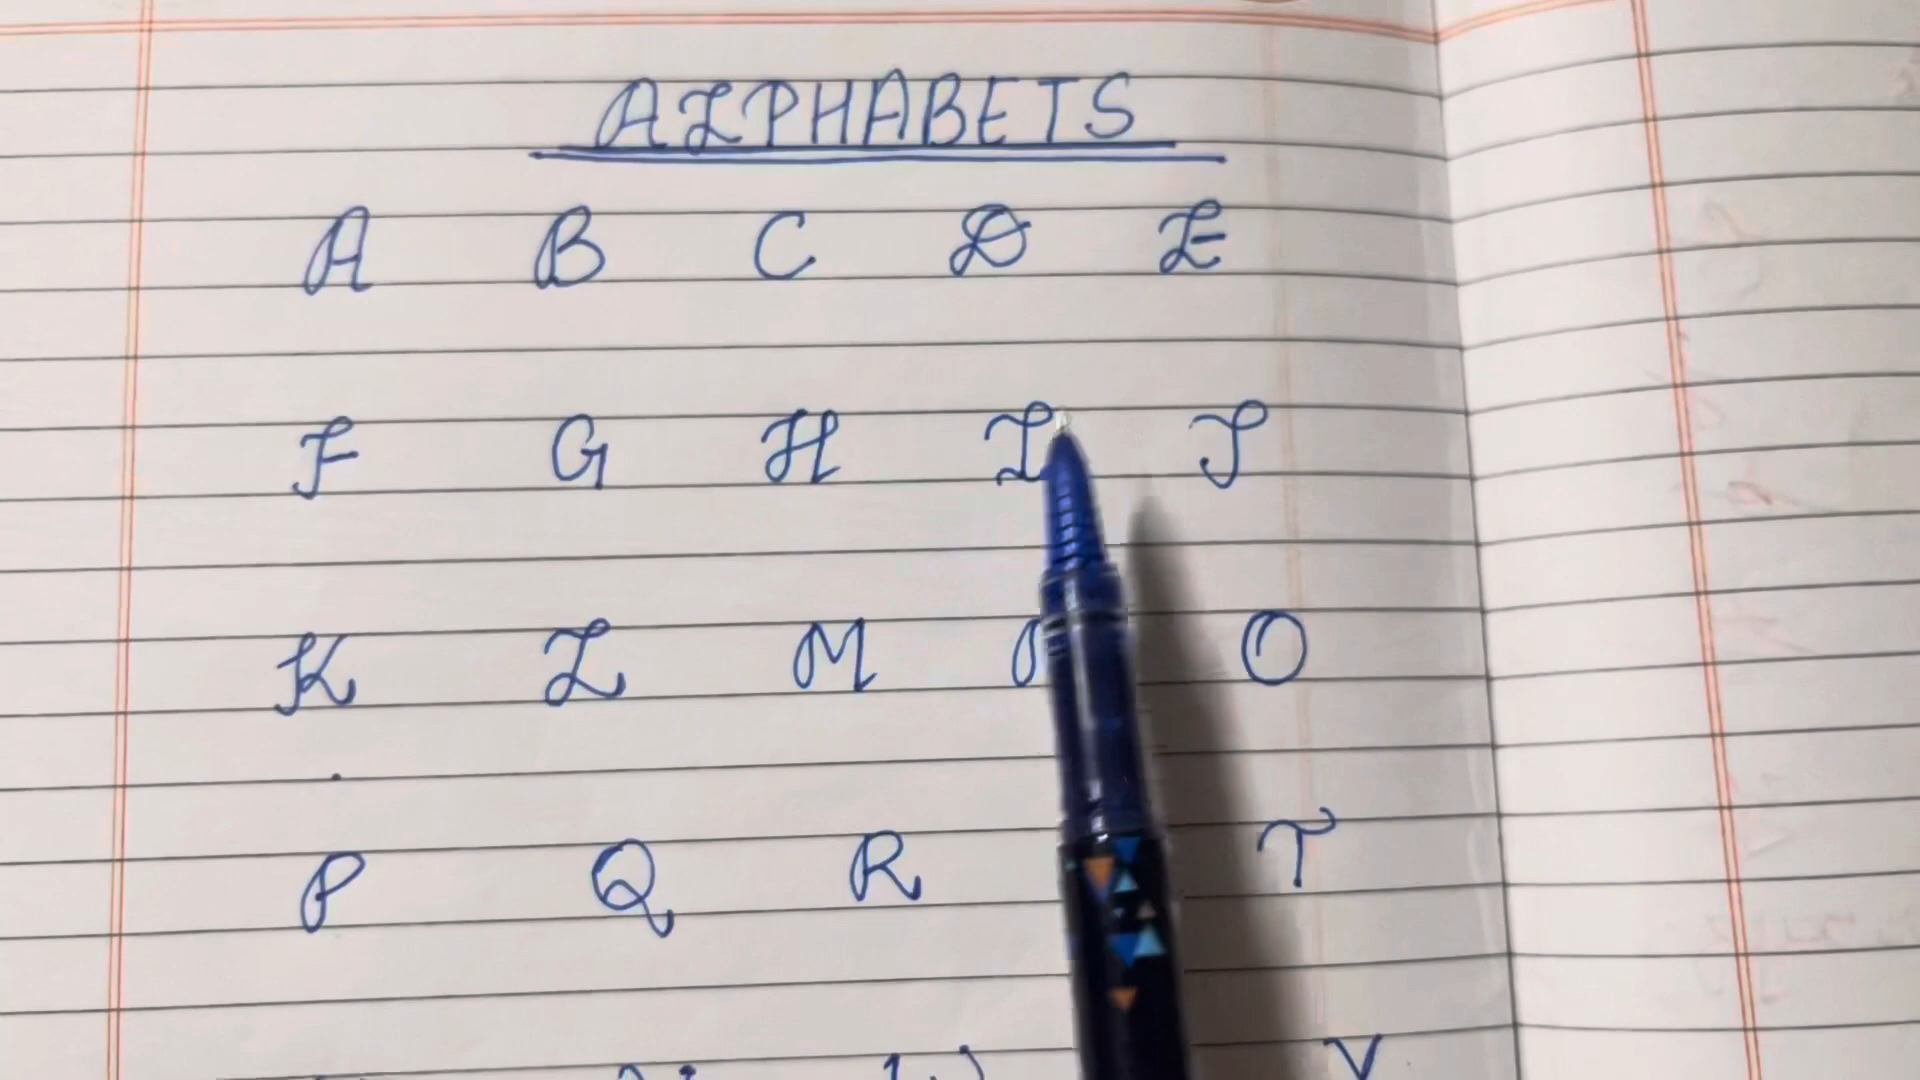 ALPHABETS
A B C D E
F G H I J
K L M O
P Q R T